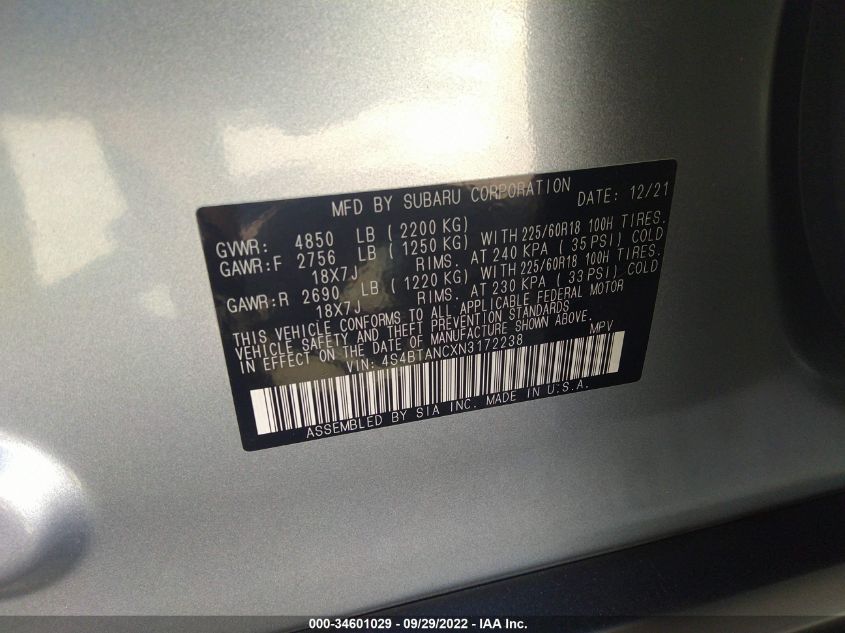 MFD BY SUBARU CORPORATION DATE: 12/21
GVWR: 4850 LB ( 2200 KG)
GAWR:F 2756 LB ( 1250 KG) WITH 225/60R18 100H TIRES.
18X7J RIMS. AT 240 KPA ( 35 PSI) COLD
GAWR:R 2690 LB ( 1220 KG) WITH 225/60R18 100H TIRES.
18X7J RIMS. AT 230 KPA ( 33 PSI) COLD
THIS VEHICLE CONFORMS TO ALL APPLICABLE FEDERAL MOTOR
VEHICLE SAFETY AND THEFT PREVENTION STANDARDS
IN EFFECT ON THE DATE OF MANUFACTURE SHOWN ABOVE.
VIN: 4S4BTANCXN3172238 MPV
ASSEMBLED BY SIA INC. MADE IN U.S.A.
000-34601029 - 09/29/2022 - IAA Inc.